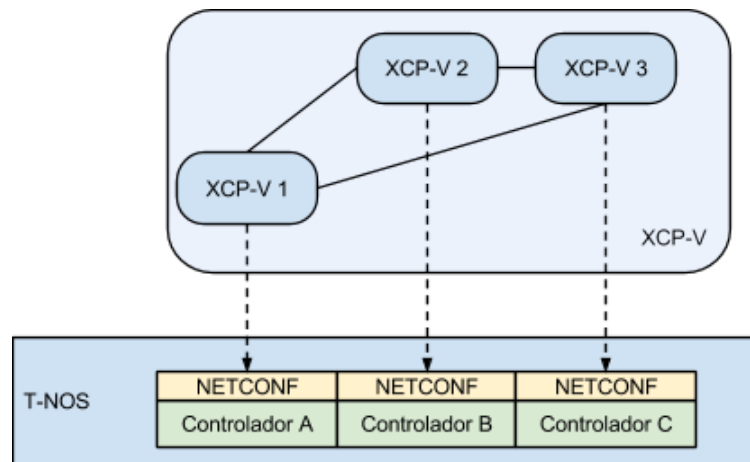 XCP-V 2
XCP-V 3
XCP-V 1
XCP-V
T-NOS
NETCONF
NETCONF
NETCONF
Controlador A
Controlador B
Controlador C